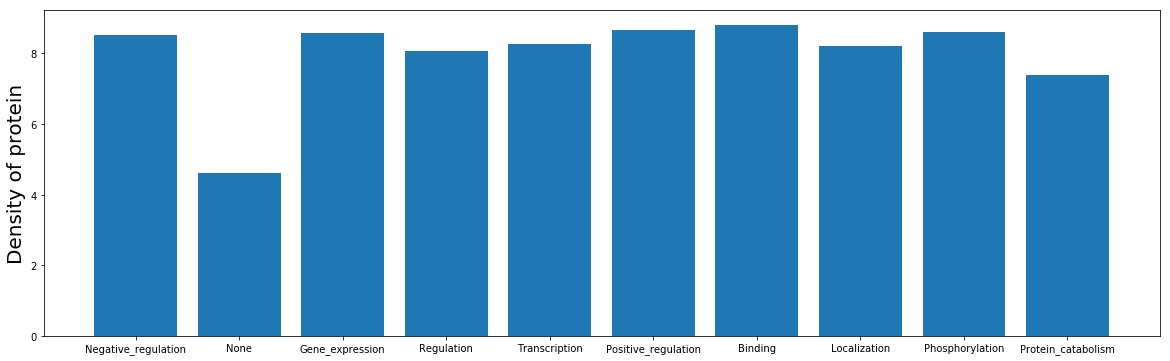 Density of protein
8
6
4
2
0
Negative_regulation None Gene_expression Regulation Transcription Positive_regulation Binding Localization Phosphorylation Protein_catabolism